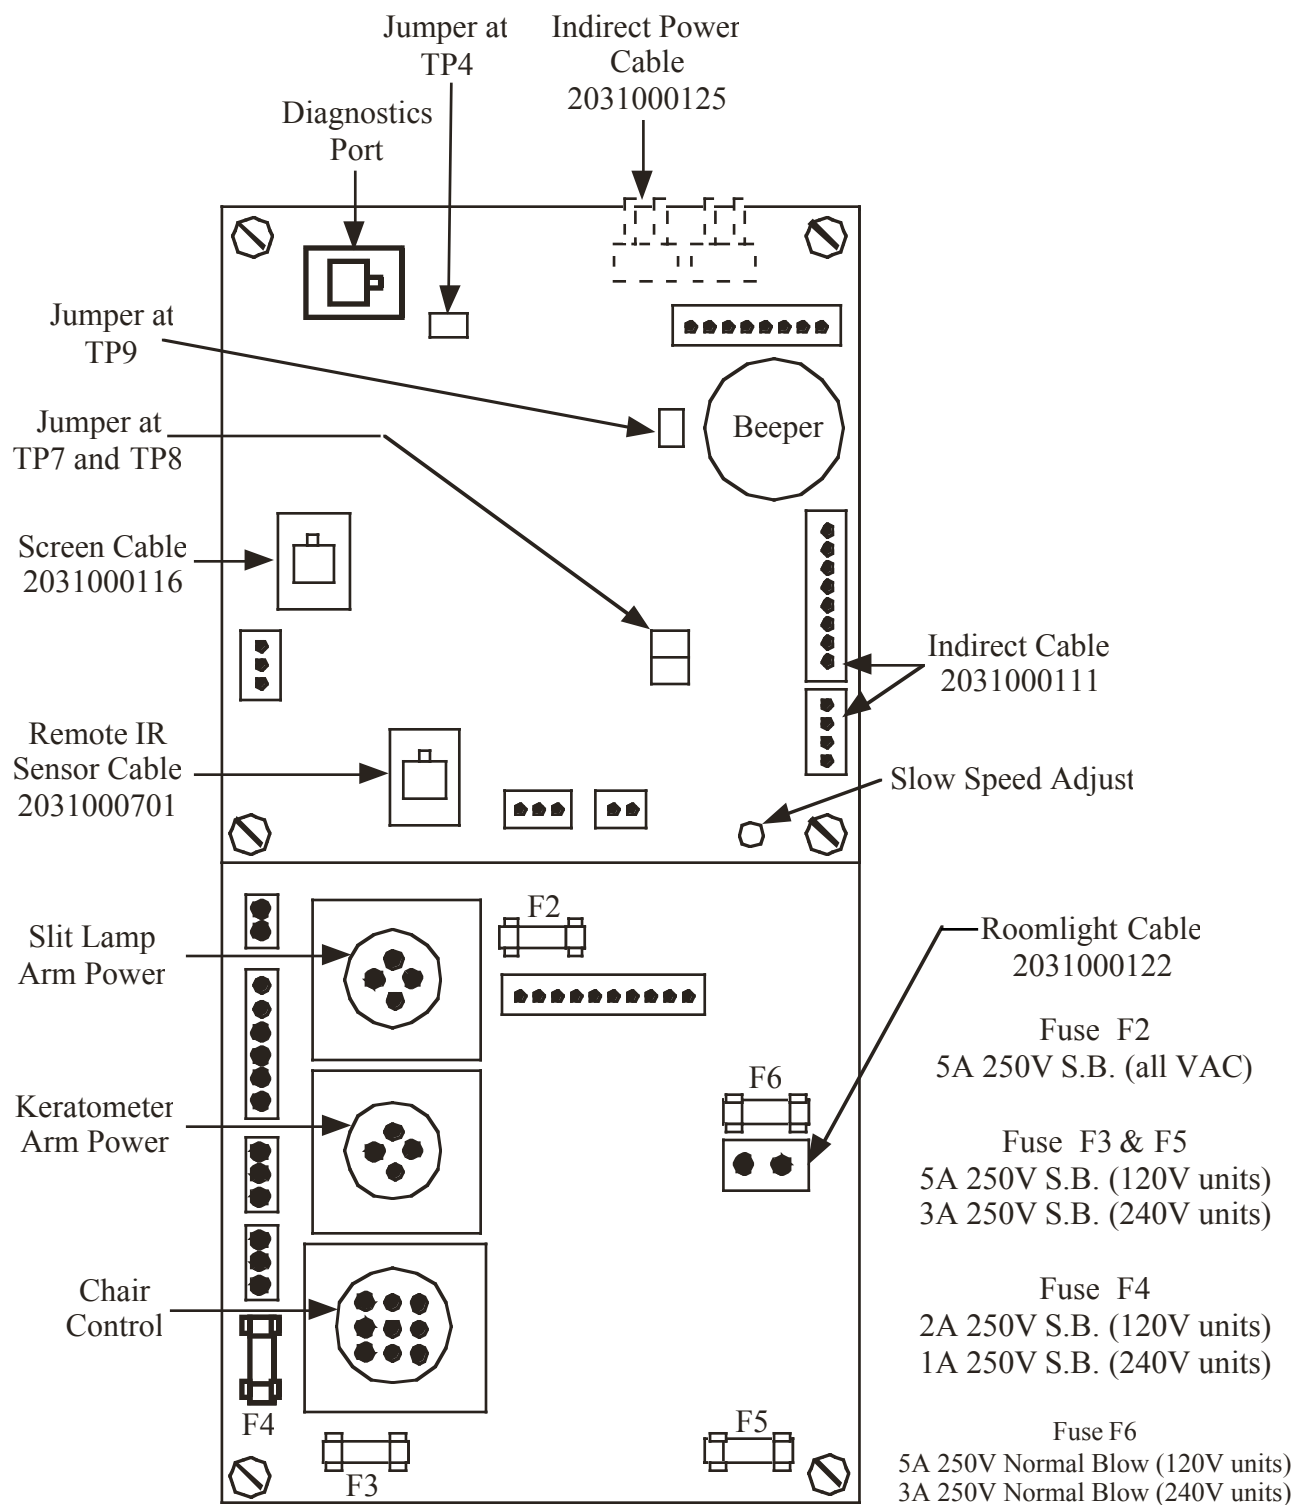 Jumper at
TP4
Indirect Power
Cable
2031000125
Diagnostics
Port
Jumper at
TP9
Jumper at
TP7 and TP8
Beeper
Screen Cable
2031000116
Indirect Cable
2031000111
Remote IR
Sensor Cable
2031000701
Slow Speed Adjust
F2
Slit Lamp
Arm Power
Roomlight Cable
2031000122
Fuse F2
5A 250V S.B. (all VAC)
F6
Keratometer
Arm Power
Fuse F3 & F5
5A 250V S.B. (120V units)
3A 250V S.B. (240V units)
Chair
Control
Fuse F4
2A 250V S.B. (120V units)
1A 250V S.B. (240V units)
F4
F3
F5
Fuse F6
5A 250V Normal Blow (120V units)
3A 250V Normal Blow (240V units)